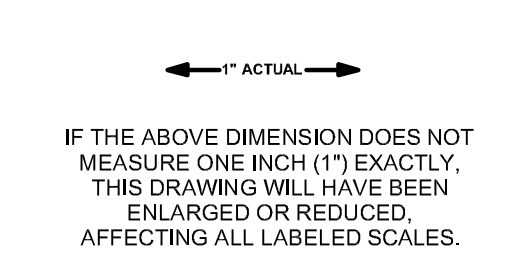 1" ACTUAL
IF THE ABOVE DIMENSION DOES NOT
MEASURE ONE INCH (1") EXACTLY,
THIS DRAWING WILL HAVE BEEN
ENLARGED OR REDUCED,
AFFECTING ALL LABELED SCALES.